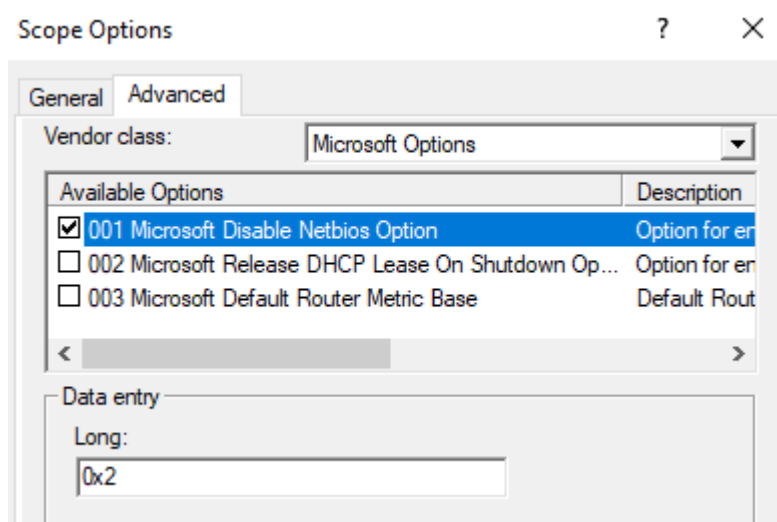 Scope Options ? ×
General Advanced
Vendor class: Microsoft Options
Available Options Description
001 Microsoft Disable Netbios Option Option for en
002 Microsoft Release DHCP Lease On Shutdown Op... Option for en
003 Microsoft Default Router Metric Base Default Rout
Data entry
Long:
0x2